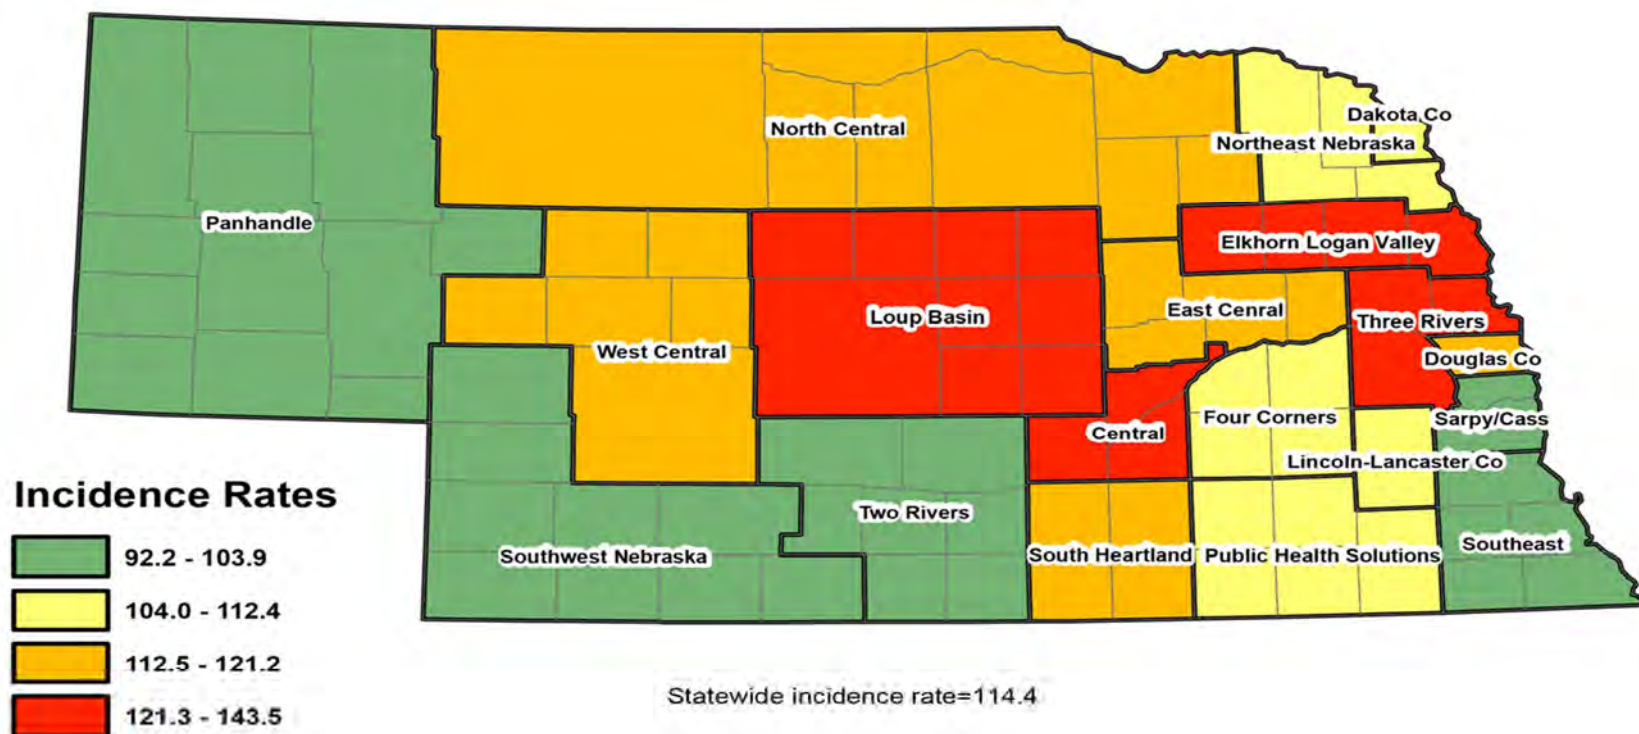 Dakota Co
North Central
Northeast Nebraska
Panhandle
Elkhorn Logan Valley
East Cenral
Loup Basin
Three Rivers
West Central
Douglas Co
Four Corners
Sarpy/Cass
Central
Lincoln-Lancaster Co
Two Rivers
Southwest Nebraska
South Heartland
Public Health Solutions
Southeast
Incidence Rates
92.2 - 103.9
104.0 - 112.4
112.5 - 121.2
121.3 - 143.5
Statewide incidence rate=114.4